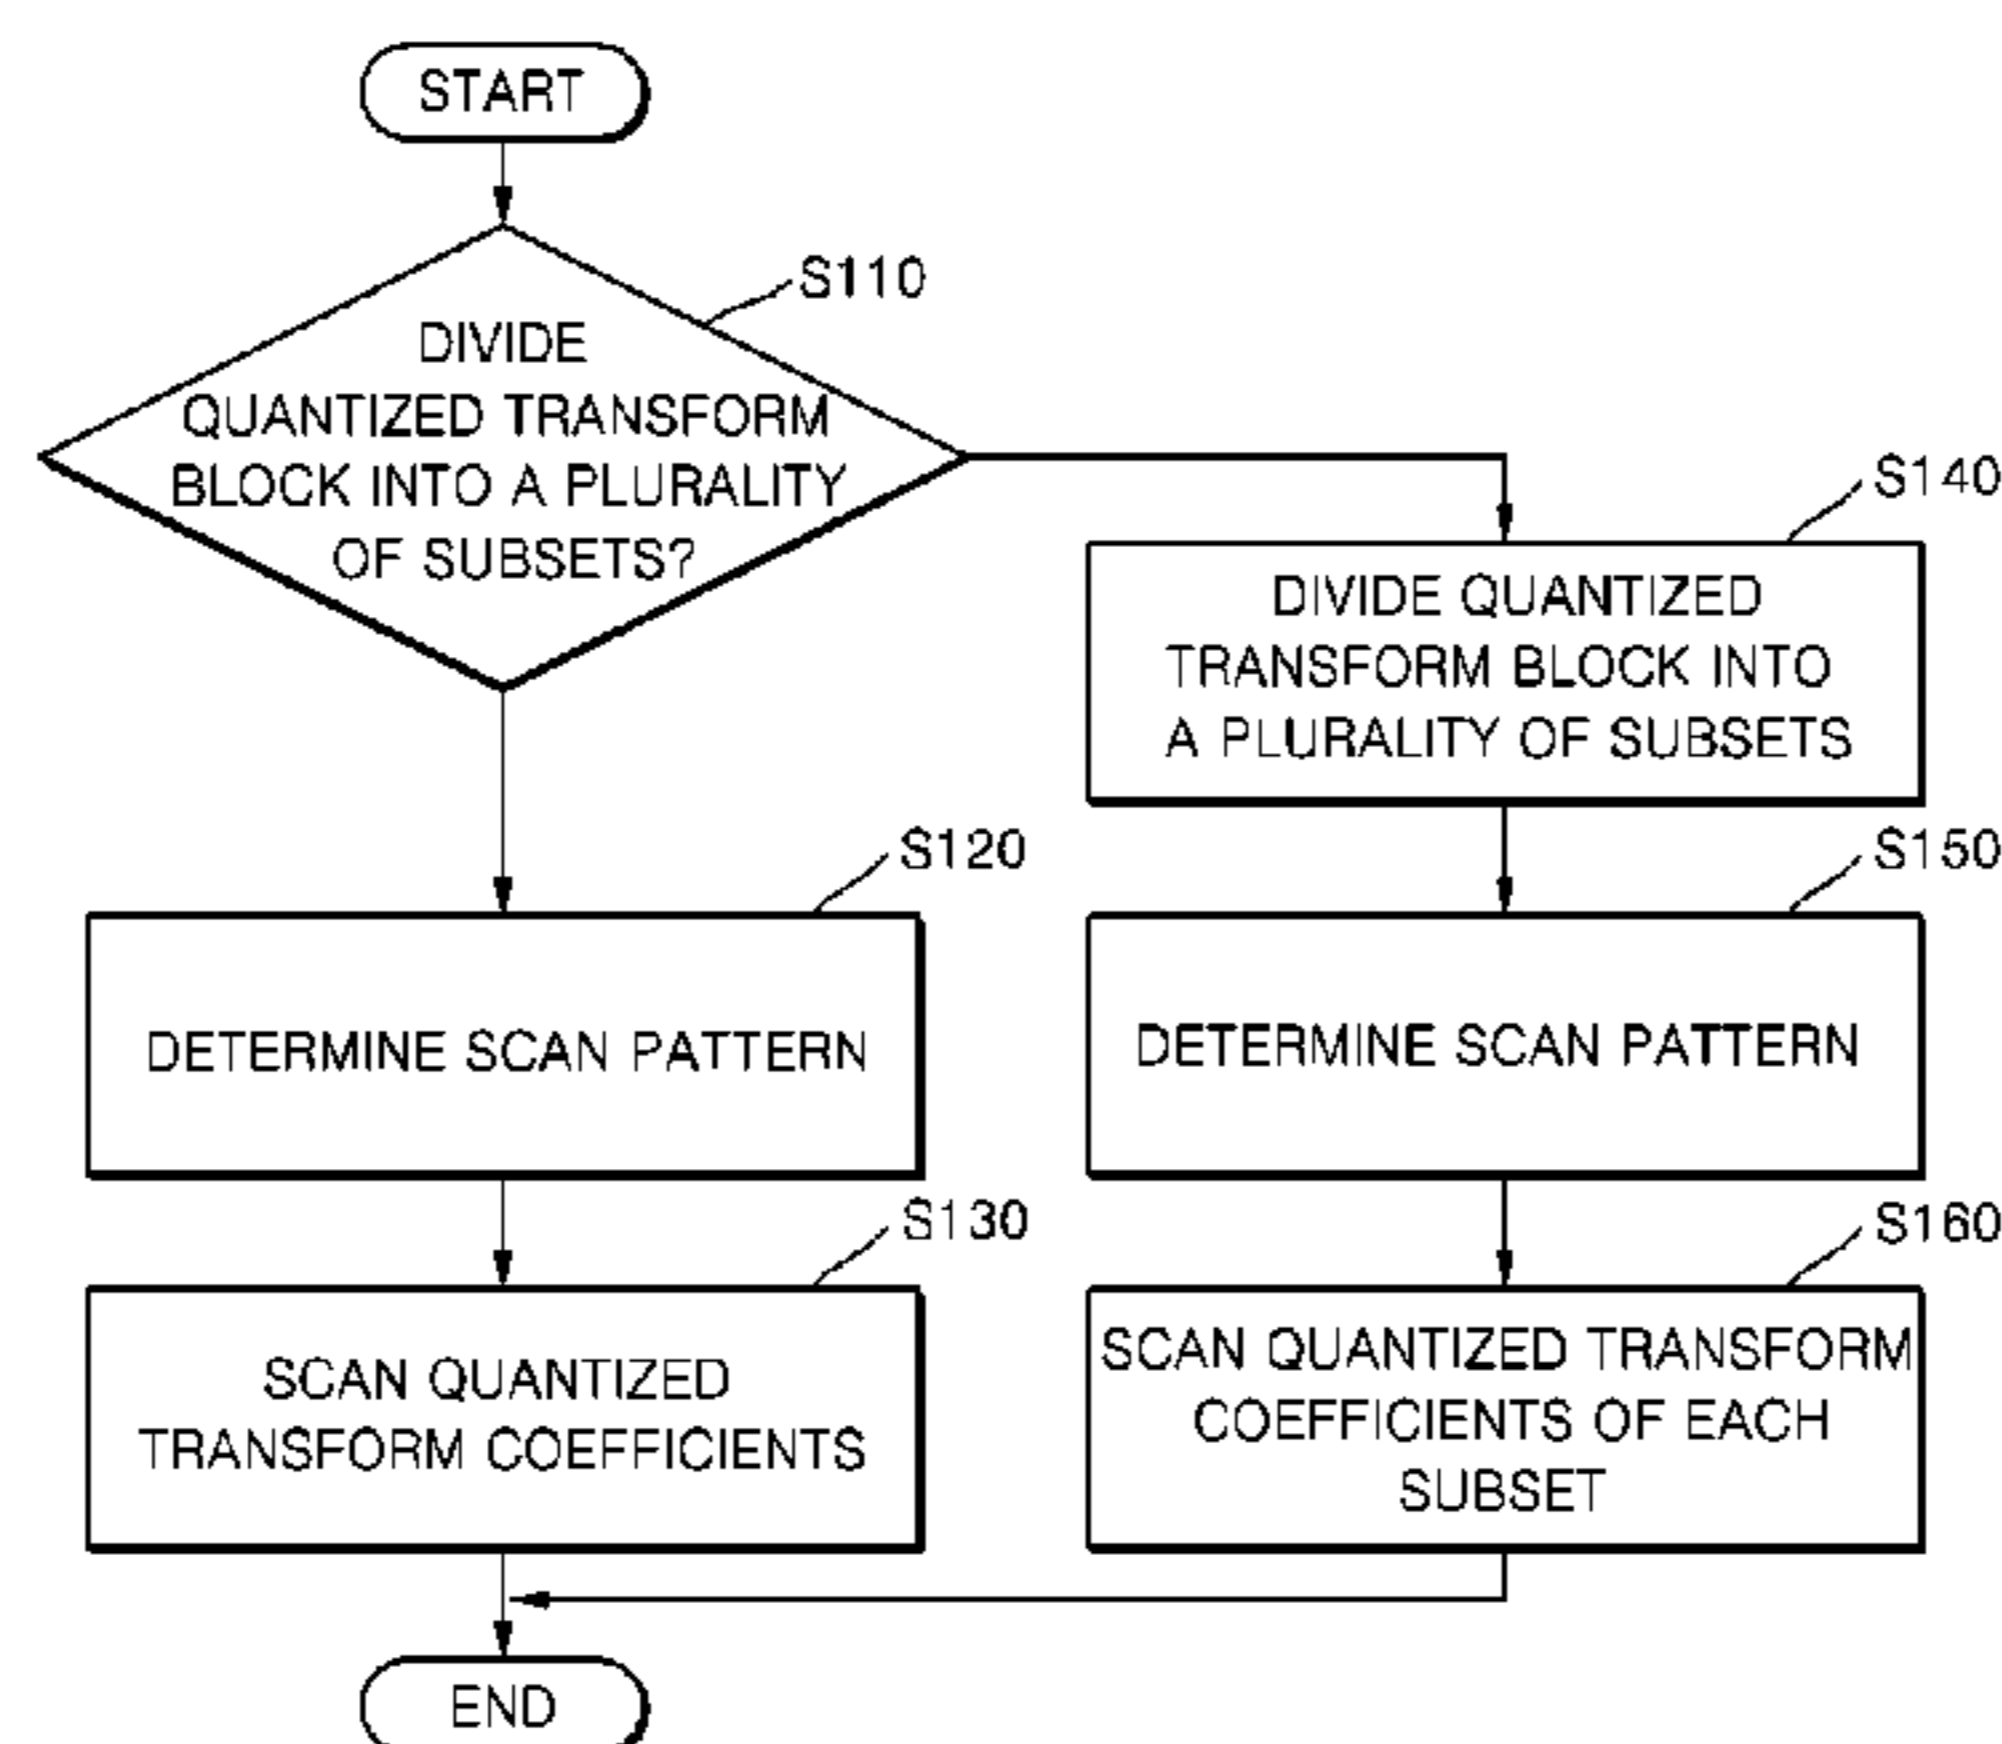 START
S110
DIVIDE
QUANTIZED TRANSFORM
BLOCK INTO A PLURALITY
OF SUBSETS?
S140
DIVIDE QUANTIZED
TRANSFORM BLOCK INTO
A PLURALITY OF SUBSETS
S120
DETERMINE SCAN PATTERN
S150
DETERMINE SCAN PATTERN
S130
SCAN QUANTIZED
TRANSFORM COEFFICIENTS
S160
SCAN QUANTIZED TRANSFORM
COEFFICIENTS OF EACH
SUBSET
END